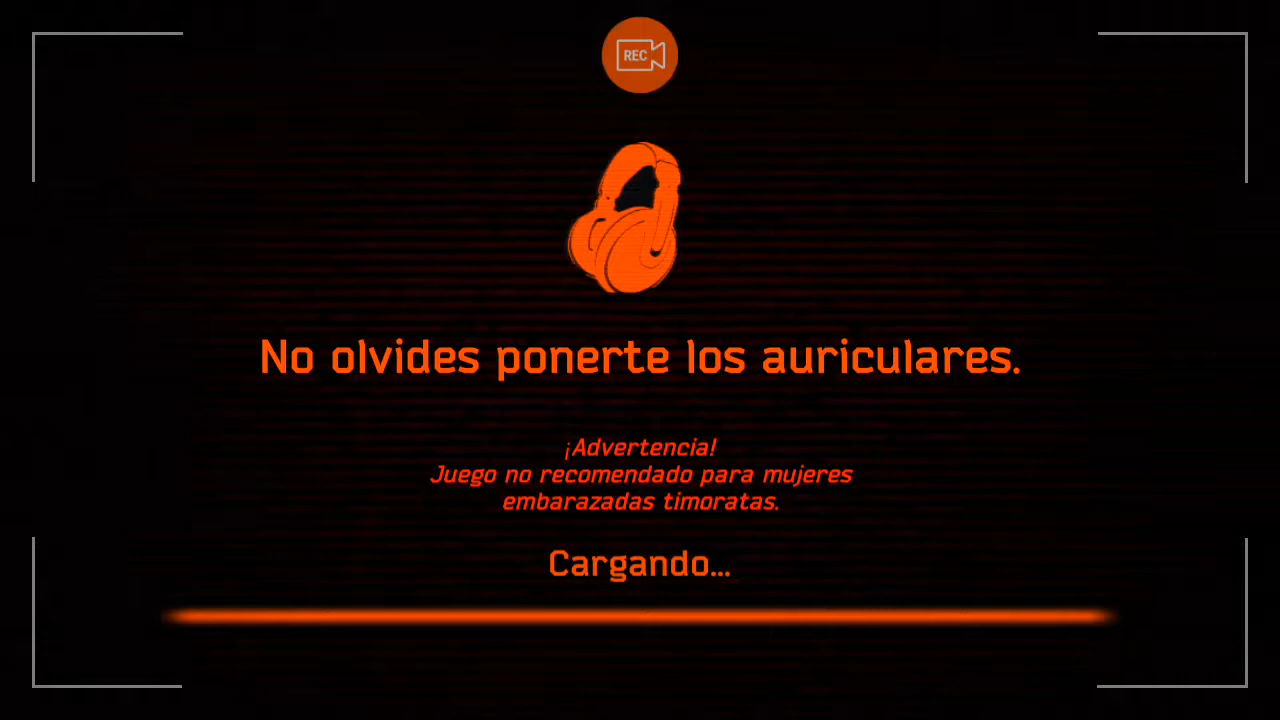 REC
No olvides ponerte los auriculares.
¡Advertencia!
Juego no recomendado para mujeres
embarazadas timoratas.
Cargando...